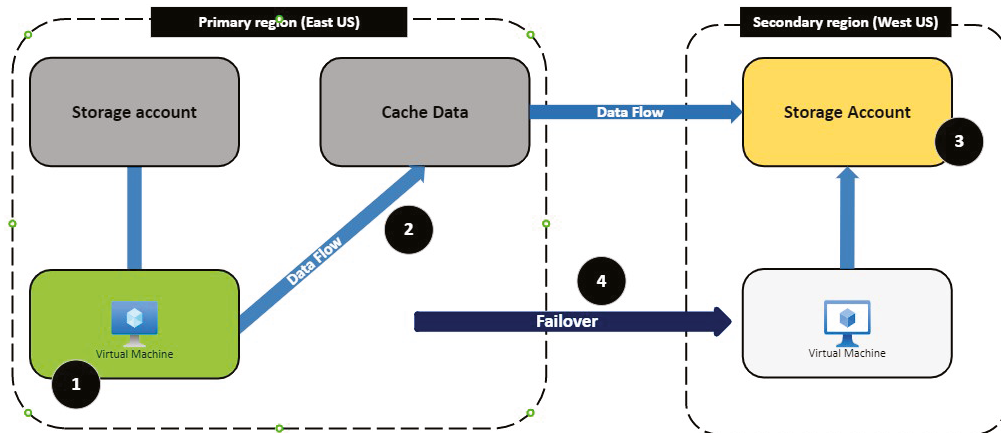 Primary region (East US)
Secondary region (West US)
Storage account
Cache Data
Data Flow
Storage Account
3
2
Data Flow
4
Failover
Virtual Machine
1
Virtual Machine